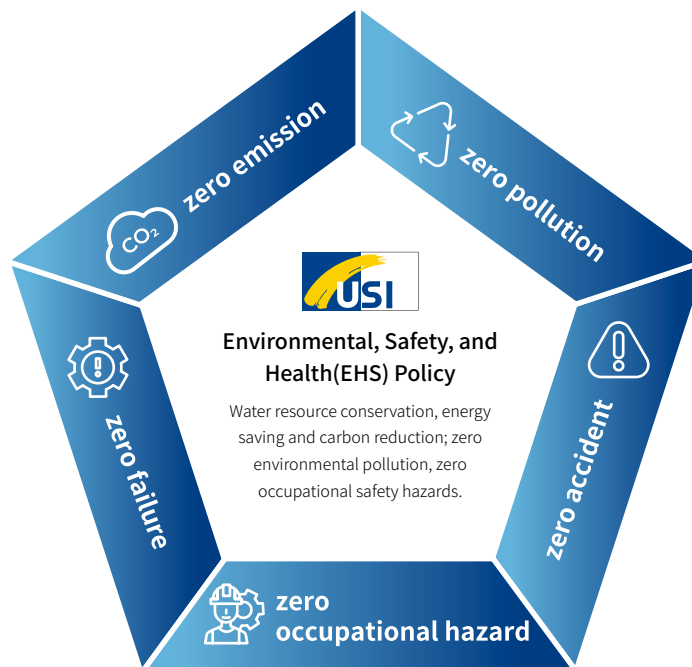 zero emission
CO₂
zero pollution
USI
Environmental, Safety, and
Health(EHS) Policy
Water resource conservation, energy
saving and carbon reduction; zero
environmental pollution, zero
occupational safety hazards.
zero failure
zero accident
zero
occupational hazard